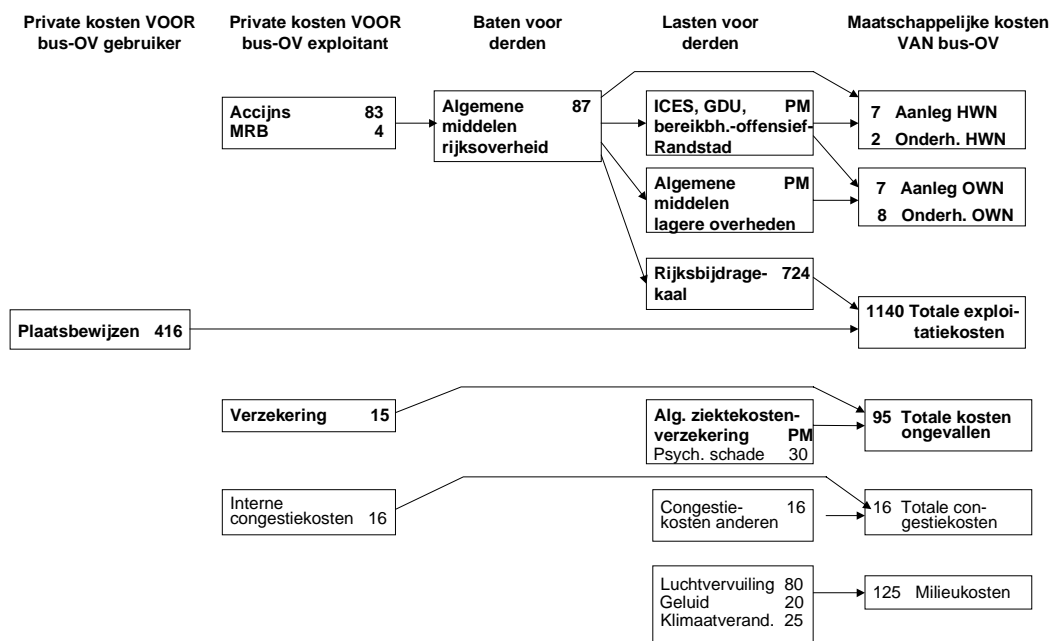 Private kosten VOOR
bus-OV gebruiker
Private kosten VOOR
bus-OV exploitant
Baten voor
derden
Lasten voor
derden
Maatschappelijke kosten
VAN bus-OV
Accijns 83
MRB 4
Algemene 87
middelen
rijksoverheid
ICES, GDU, PM
bereikbh.-offensief-
Randstad
7 Aanleg HWN
2 Onderh. HWN
Algemene PM
middelen
lagere overheden
7 Aanleg OWN
8 Onderh. OWN
Rijksbijdrage- 724
kaal
Plaatsbewijzen 416
1140 Totale exploi-
tatiekosten
Verzekering 15
Alg. ziektekosten-
verzekering PM
Psych. schade 30
95 Totale kosten
ongevallen
Interne
congestiekosten 16
Congestie- 16
kosten anderen
16 Totale con-
gestiekosten
Luchtvervuiling 80
Geluid 20
Klimaatverand. 25
125 Milieukosten